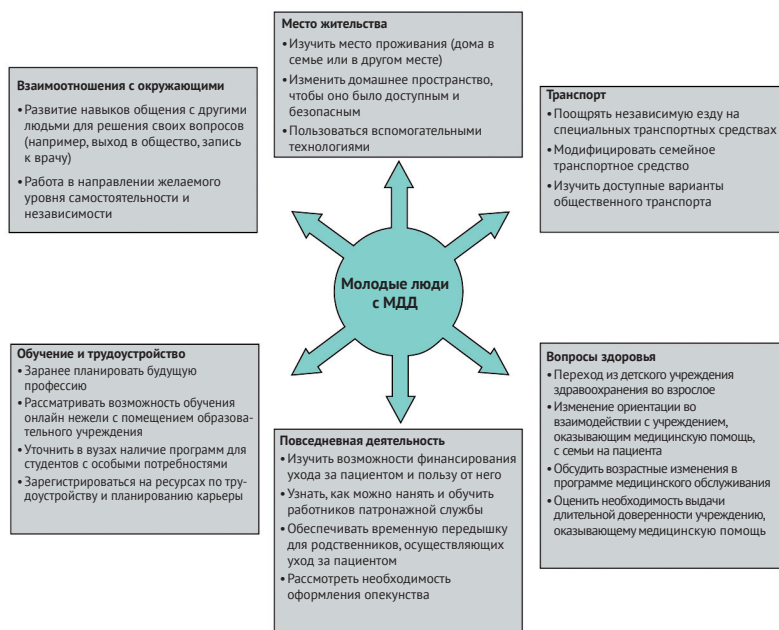 Место жительства
• Изучить место проживания (дома в
семье или в другом месте)
• Изменить домашнее пространство,
чтобы оно было доступным и
безопасным
• Пользоваться вспомогательными
технологиями
Взаимоотношения с окружающими
• Развитие навыков общения с другими
людьми для решения своих вопросов
(например, выход в общество, запись
к врачу)
• Работа в направлении желаемого
уровня самостоятельности и
независимости
Транспорт
• Поощрять независимую езду на
специальных транспортных средствах
• Модифицировать семейное
транспортное средство
• Изучить доступные варианты
общественного транспорта
Молодые люди
с МДД
Обучение и трудоустройство
• Заранее планировать будущую
профессию
• Рассматривать возможность обучения
онлайн нежели с помещением образова-
тельного учреждения
• Уточнить в вузах наличие программ для
студентов с особыми потребностями
• Зарегистрироваться на ресурсах по тру-
доустройству и планированию карьеры
Вопросы здоровья
• Переход из детского учреждения
здравоохранения во взрослое
• Изменение ориентации во
взаимодействии с учреждением,
оказывающим медицинскую помощь,
с семьи на пациента
• Обсудить возрастные изменения в
программе медицинского обслуживания
• Оценить необходимость выдачи
длительной доверенности учреждению,
оказывающему медицинскую помощь
Повседневная деятельность
• Изучить возможности финансирования
ухода за пациентом и пользу от него
• Узнать, как можно нанять и обучить
работников патронажной службы
• Обеспечивать временную передышку
для родственников, осуществляющих
уход за пациентом
• Рассмотреть необходимость
оформления опекунства